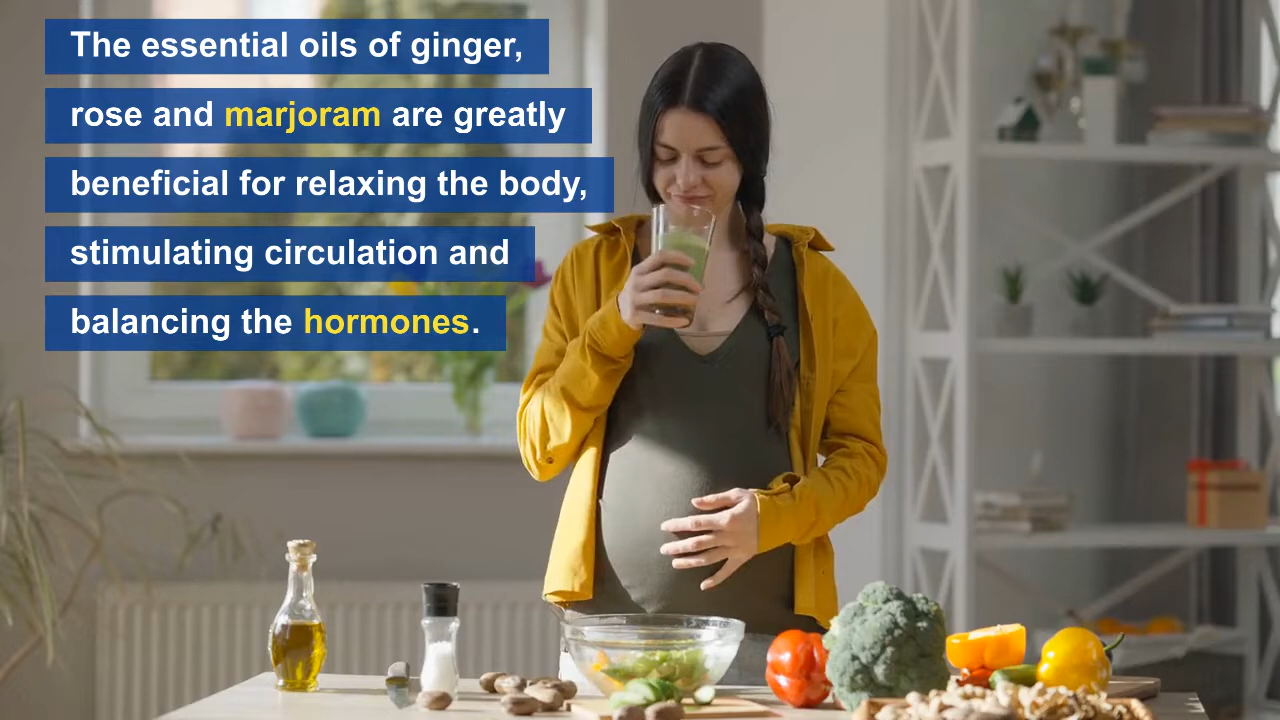 The essential oils of ginger,
rose and marjoram are greatly
beneficial for relaxing the body,
stimulating circulation and
balancing the hormones.